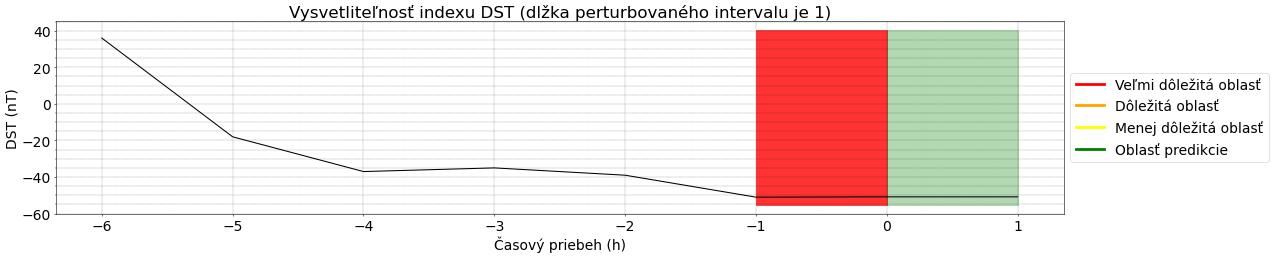 Vysvetliteľnosť indexu DST (dlžka perturbovaného intervalu je 1)
DST (nT)
40
20
0
−20
−40
−60
−6
−5
−4
−3
−2
−1
0
1
Časový priebeh (h)
Veľmi dôležitá oblasť
Dôležitá oblasť
Menej dôležitá oblasť
Oblasť predikcie